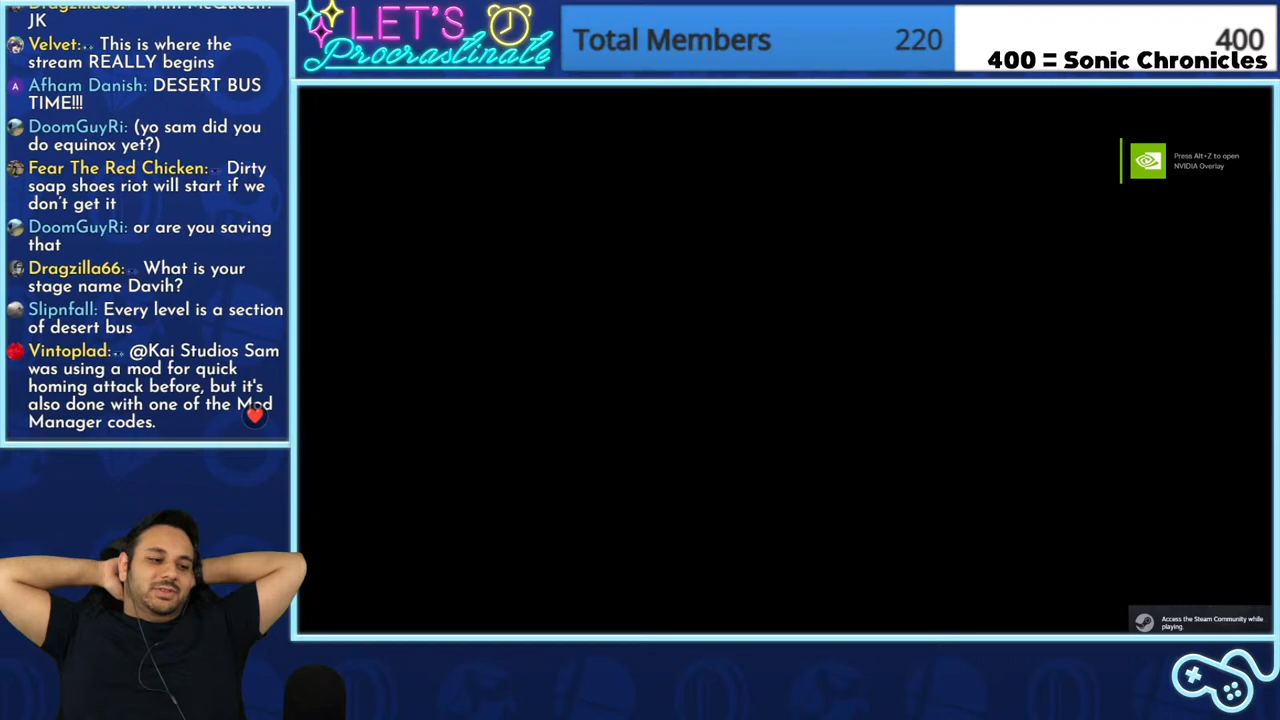 JK
Velvet: This is where the
stream REALLY begins
A Afham Danish: DESERT BUS
TIME!!!
DoomGuyRi: (yo sam did you
do equinox yet?)
Fear The Red Chicken: Dirty
soap shoes riot will start if we
don't get it
DoomGuyRi: or are you saving
that
Dragzilla66: What is your
stage name Davih?
Slipnfall: Every level is a section
of desert bus
Vintoplad: @Kai Studios Sam
was using a mod for quick
homing attack before, but it's
also done with one of the Mod
Manager codes.
LET'S
Procrastinate
Total Members 220 400
400 = Sonic Chronicles
Press Alt+Z to open
NVIDIA Overlay
Access the Steam Community while
playing.